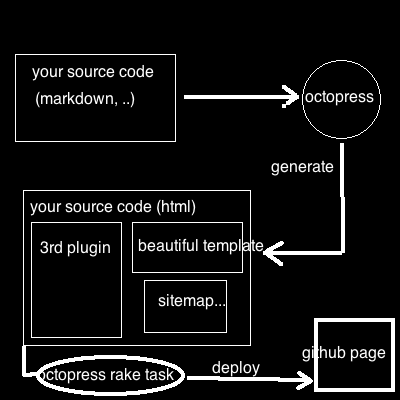 your source code
(markdown, ..)
octopress
generate
your source code (html)
3rd plugin
beautiful template
sitemap...
octopress rake task
deploy
github page